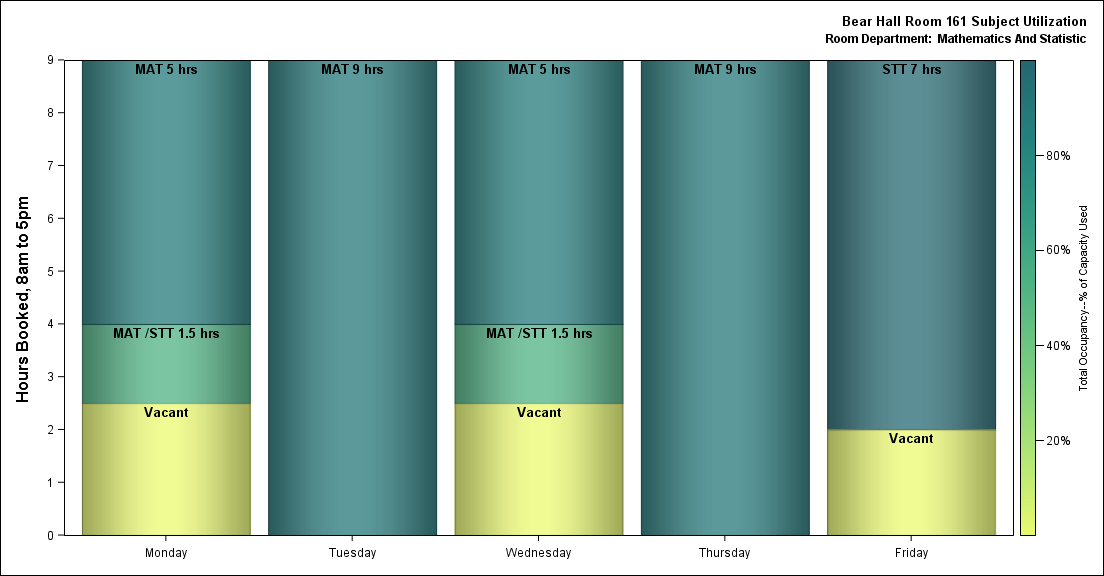 Bear Hall Room 161 Subject Utilization
Room Department: Mathematics And Statistic
Hours Booked, 8am to 5pm
9
8
7
6
5
4
3
2
1
0
MAT 5 hrs
MAT /STT 1.5 hrs
Vacant
MAT 9 hrs
MAT 5 hrs
MAT /STT 1.5 hrs
Vacant
MAT 9 hrs
STT 7 hrs
Vacant
Monday
Tuesday
Wednesday
Thursday
Friday
80%
60%
40%
20%
Total Occupancy--% of Capacity Used